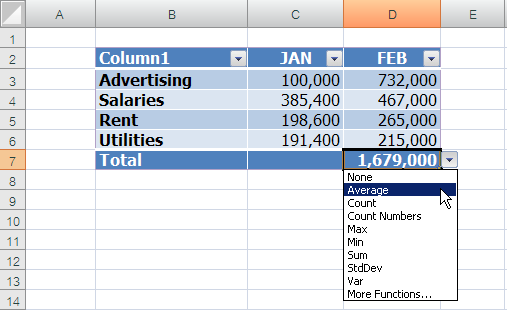 A B C D E
1
2 Column1 JAN FEB
3 Advertising 100,000 732,000
4 Salaries 385,400 467,000
5 Rent 198,600 265,000
6 Utilities 191,400 215,000
7 Total 1,679,000
8 None
Average
9 Count
10 Count Numbers
Max
11 Min
12 Sum
StdDev
13 Var
14 More Functions...